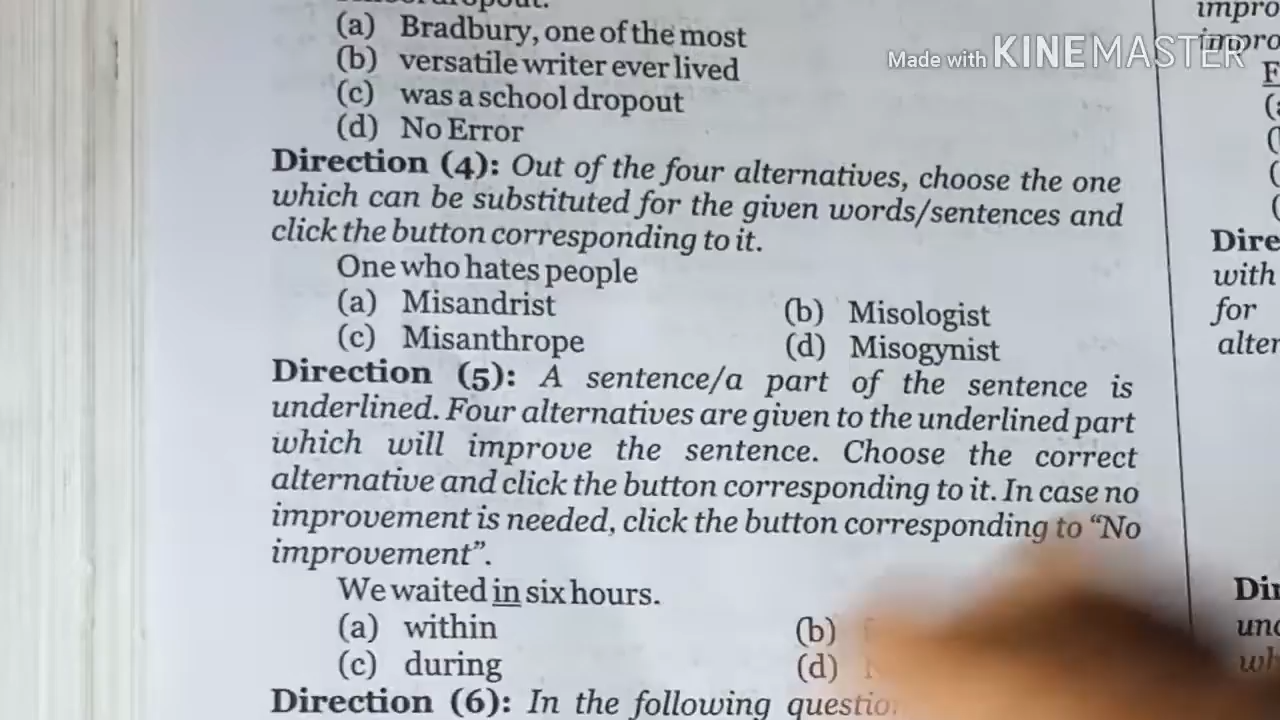 (a) Bradbury, one of the most
(b) versatile writer ever lived
(c) was a school dropout
(d) No Error
Direction (4): Out of the four alternatives, choose the one
which can be substituted for the given words/sentences and
click the button corresponding to it.
One who hates people
(a) Misandrist (b) Misologist
(c) Misanthrope (d) Misogynist
Direction (5): A sentence/a part of the sentence is
underlined. Four alternatives are given to the underlined part
which will improve the sentence. Choose the correct
alternative and click the button corresponding to it. In case no
improvement is needed, click the button corresponding to “No
improvement”.
We waited in six hours.
(a) within (b)
(c) during (d)
Direction (6): In the following
Made with KINEMASTER
impro
impro
Dire
with
for
alter